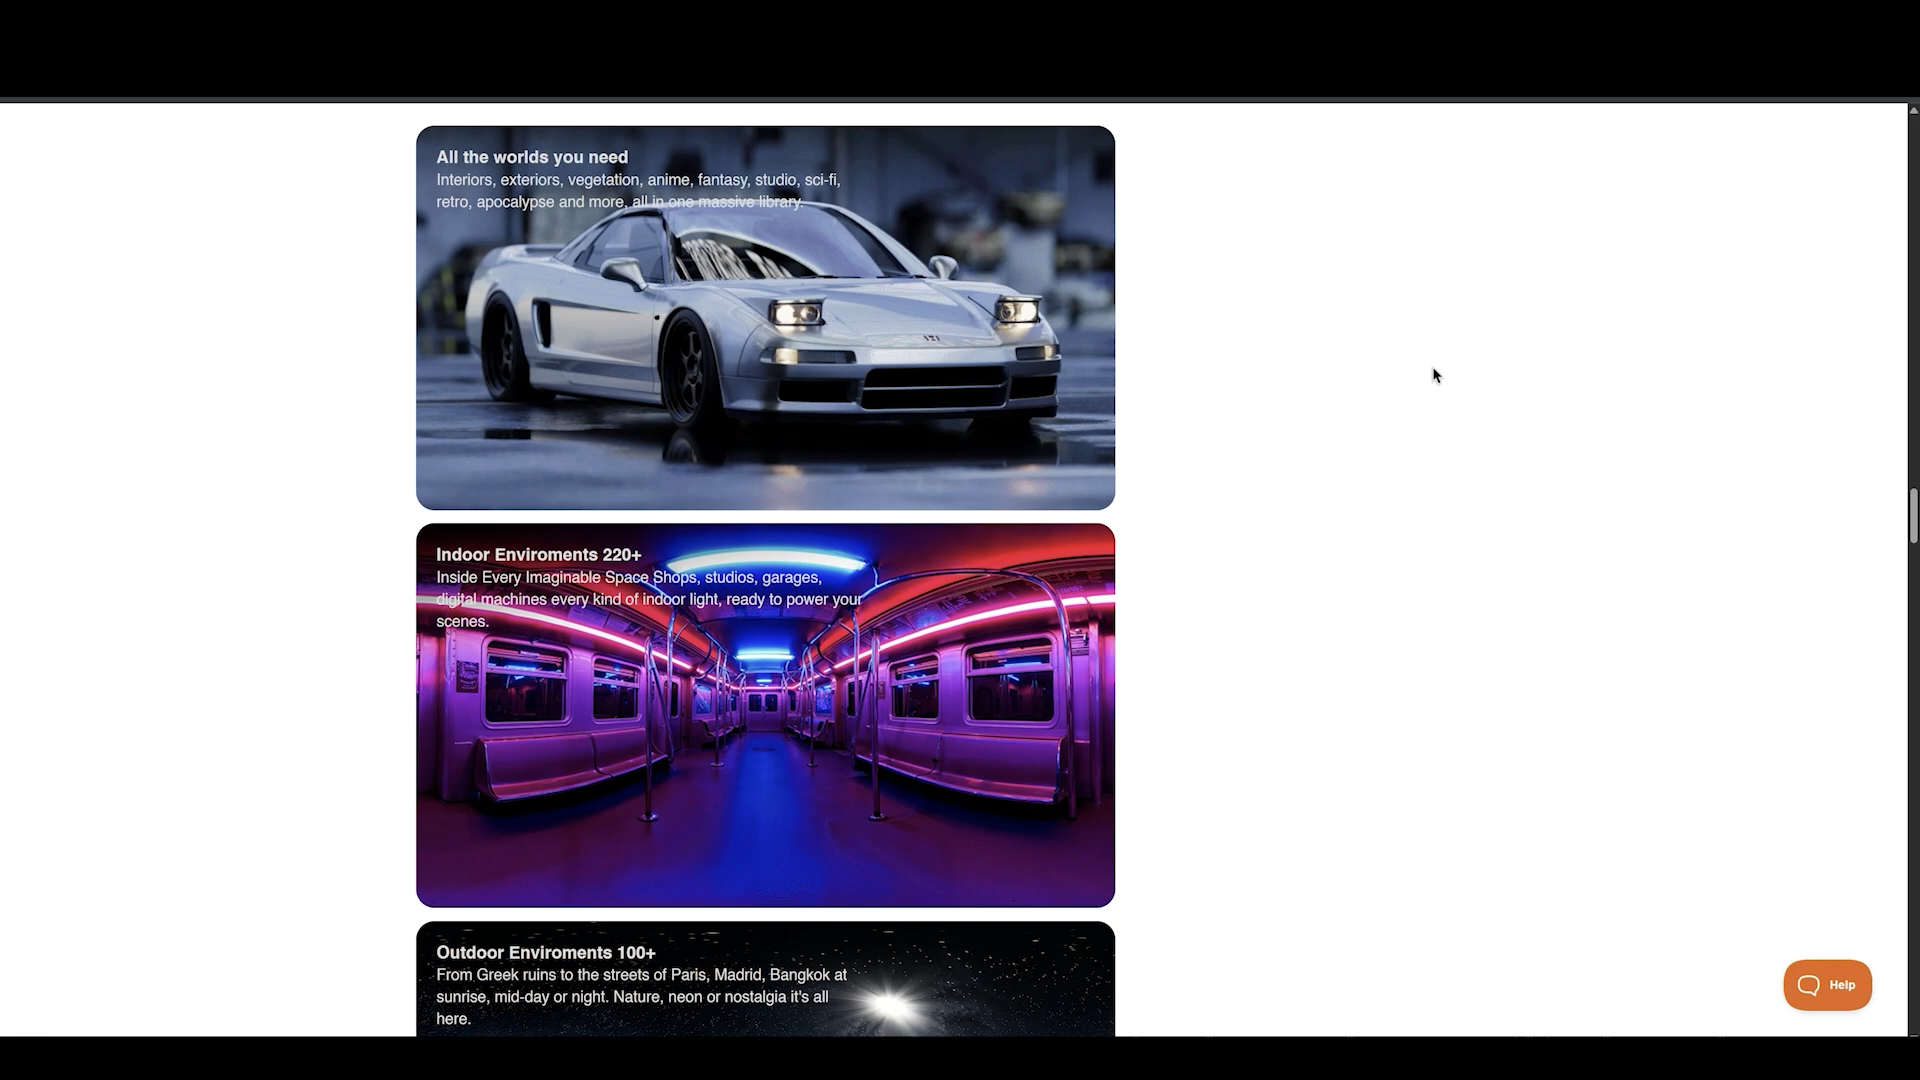 All the worlds you need
Interiors, exteriors, vegetation, anime, fantasy, studio, sci-fi,
retro, apocalypse and more, all in one massive library.
Indoor Enviroments 220+
Inside Every Imaginable Space Shops, studios, garages,
digital machines every kind of indoor light, ready to power your
scenes.
Outdoor Enviroments 100+
From Greek ruins to the streets of Paris, Madrid, Bangkok at
sunrise, mid-day or night. Nature, neon or nostalgia it's all
here.
Help